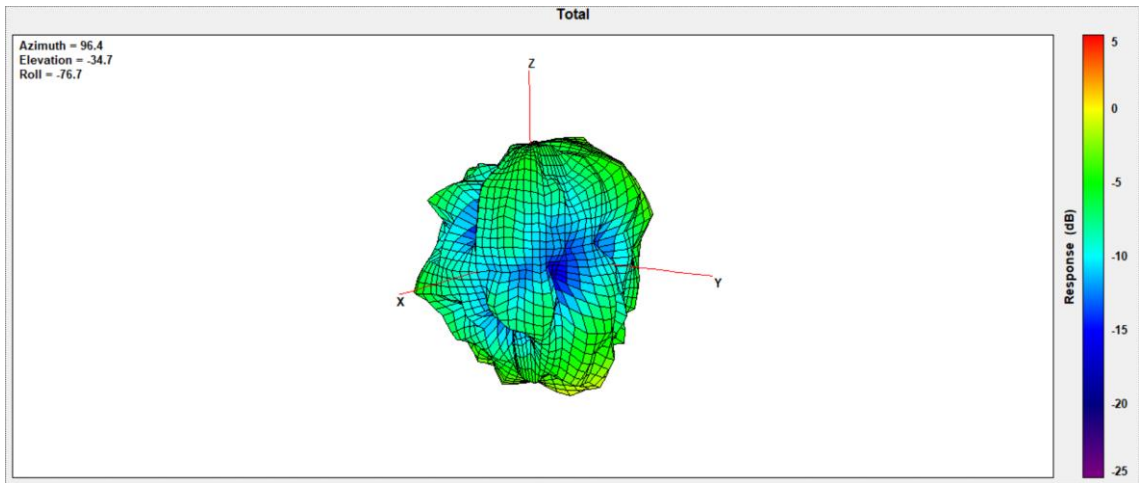 Total
Azimuth = 96.4
Elevation = -34.7
Roll = -76.7
Z
Y
X
5
0
-5
-10
-15
-20
-25
Response (dB)